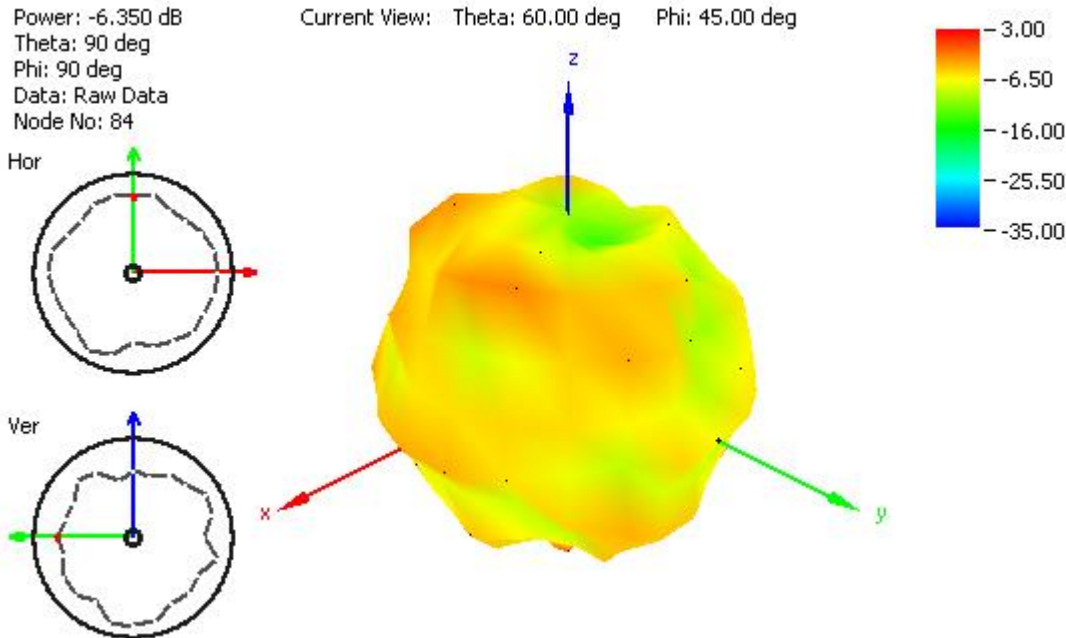 Power: -6.350 dB
Theta: 90 deg
Phi: 90 deg
Data: Raw Data
Node No: 84
Current View: Theta: 60.00 deg Phi: 45.00 deg
3.00
-6.50
-16.00
-25.50
-35.00
Hor
Ver
z
x
y